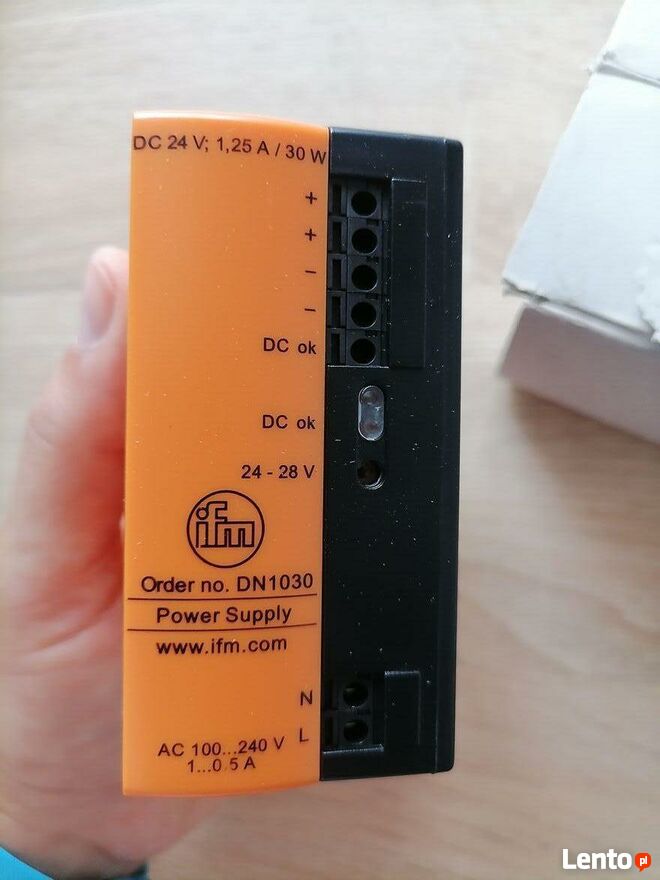 DC 24 V; 1,25 A / 30 W
+
+
−
−
DC ok
DC ok
24 - 28 V
ifm
Order no. DN1030
Power Supply
www.ifm.com
N
L
AC 100...240 V
1...0,5 A
Lento pl